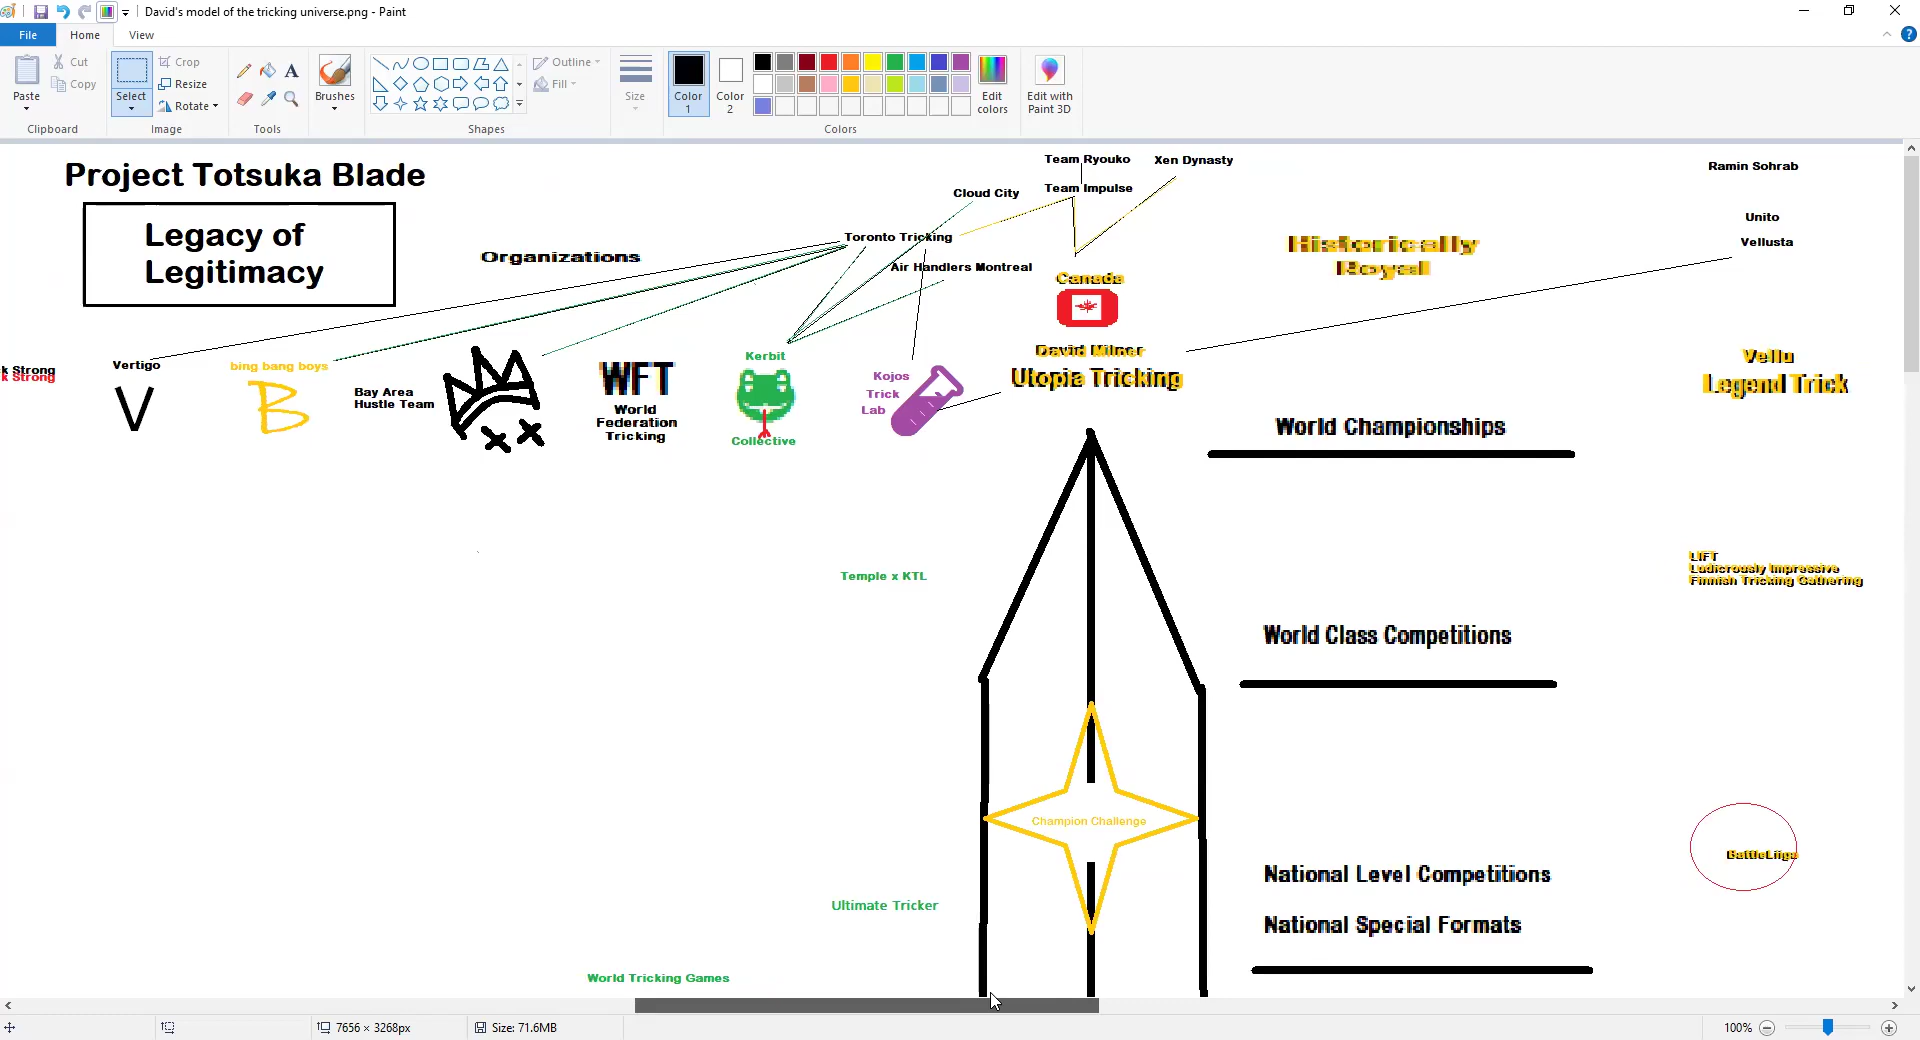 David's model of the tricking universe.png - Paint
File
Home
View
Paste
Cut
Copy
Clipboard
Select
Crop
Resize
Rotate
Image
Tools
Brushes
Shapes
Outline
Fill
Size
Color
1
Color
2
Edit
colors
Edit with
Paint 3D
Colors
Project Totsuka Blade
Legacy of
Legitimacy
Organizations
Team Ryouko
Xen Dynasty
Team Impulse
Cloud City
Toronto Tricking
Air Handlers Montreal
Canada
Historically
Royal
Ramin Sohrab
Unito
Vellusta
k Strong
k Strong
Vertigo
V
bing bang boys
B
Bay Area
Hustle Team
WFT
World
Federation
Tricking
Kerbit
Collective
Kojos
Trick
Lab
David Milner
Utopia Tricking
Vellu
Legend Trick
World Championships
Temple x KTL
LIFT
Ludicrously Impressive
Finnish Tricking Gathering
World Class Competitions
Champion Challenge
BattleLiiga
National Level Competitions
National Special Formats
Ultimate Tricker
World Tricking Games
7656 × 3268px
Size: 71.6MB
100%